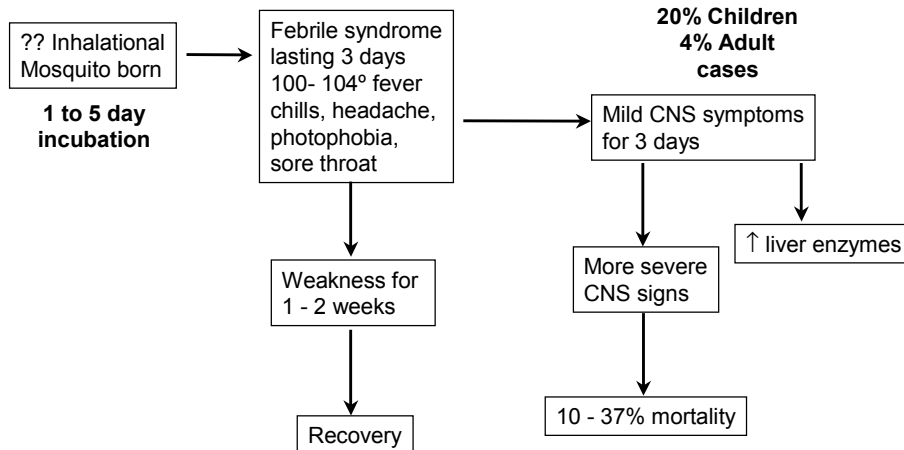 ?? Inhalational
Mosquito born
1 to 5 day
incubation
Febrile syndrome
lasting 3 days
100- 104º fever
chills, headache,
photophobia,
sore throat
20% Children
4% Adult
cases
Mild CNS symptoms
for 3 days
↑ liver enzymes
More severe
CNS signs
10 - 37% mortality
Weakness for
1 - 2 weeks
Recovery